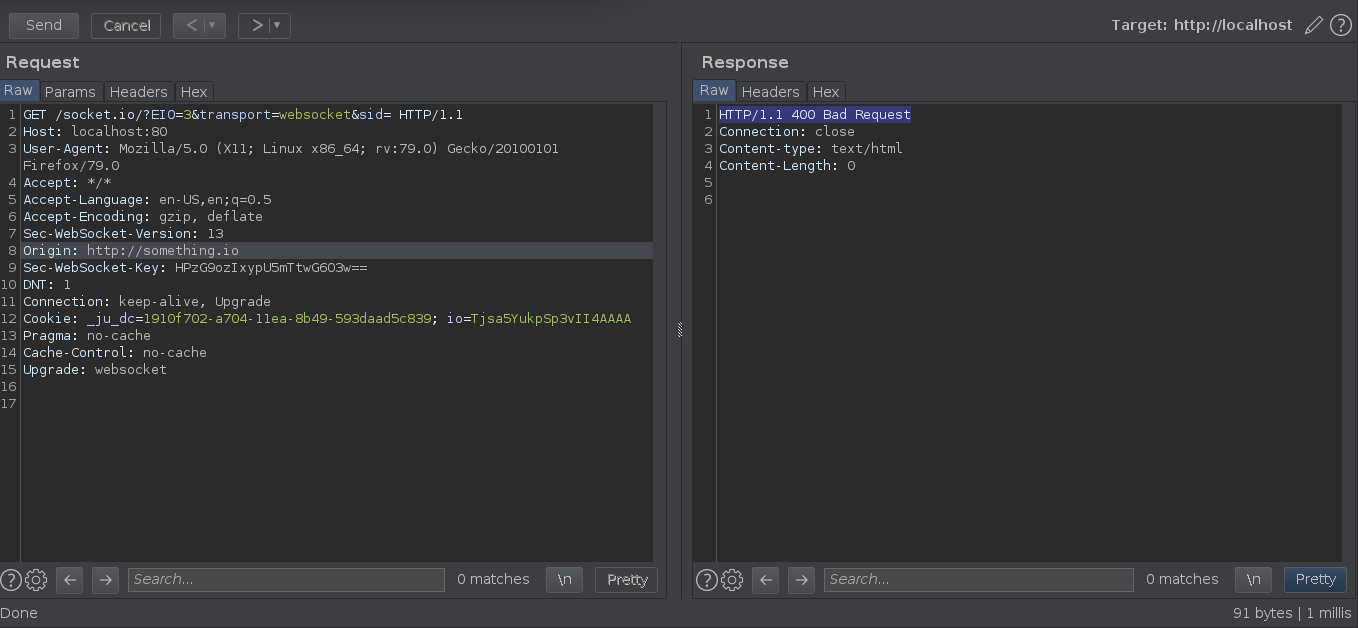 Send Cancel < | ▾ > | ▾ Target: http://localhost ?
Request
Raw Params Headers Hex
1 GET /socket.io/?EIO=3&transport=websocket&sid= HTTP/1.1
2 Host: localhost:80
3 User-Agent: Mozilla/5.0 (X11; Linux x86_64; rv:79.0) Gecko/20100101
Firefox/79.0
4 Accept: */*
5 Accept-Language: en-US,en;q=0.5
6 Accept-Encoding: gzip, deflate
7 Sec-WebSocket-Version: 13
8 Origin: http://something.io
9 Sec-WebSocket-Key: HPzG9ozIxypU5mTtwG6O3w==
10 DNT: 1
11 Connection: keep-alive, Upgrade
12 Cookie: _ju_dc=1910f702-a704-11ea-8b49-593daad5c839; io=Tjsa5YukpSp3vII4AAAA
13 Pragma: no-cache
14 Cache-Control: no-cache
15 Upgrade: websocket
16
17
? ← → Search... 0 matches \n Pretty
Response
Raw Headers Hex
1 HTTP/1.1 400 Bad Request
2 Connection: close
3 Content-type: text/html
4 Content-Length: 0
5
6
? ← → Search... 0 matches \n Pretty
Done 91 bytes | 1 millis